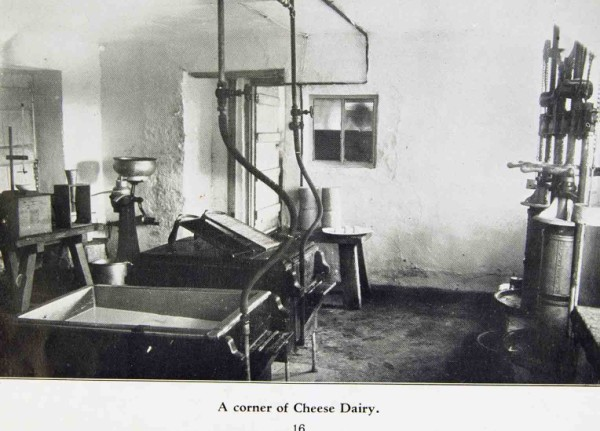 A corner of Cheese Dairy.
16